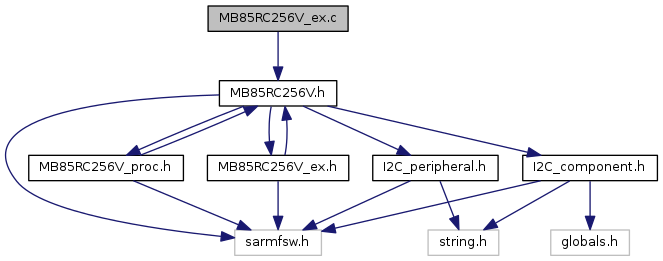 MB85RC256V_ex.c
MB85RC256V.h
MB85RC256V_proc.h
MB85RC256V_ex.h
I2C_peripheral.h
I2C_component.h
sarmfsw.h
string.h
globals.h